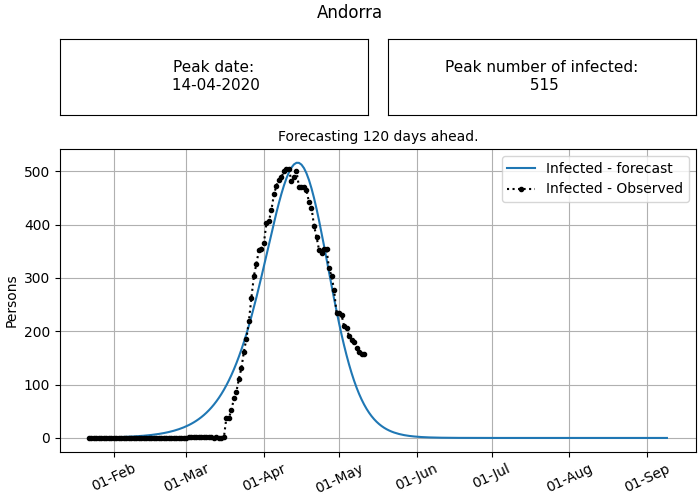 Andorra
Peak date:
14-04-2020
Peak number of infected:
515
Forecasting 120 days ahead.
Infected - forecast
Infected - Observed
Persons
500
400
300
200
100
0
01-Feb
01-Mar
01-Apr
01-May
01-Jun
01-Jul
01-Aug
01-Sep